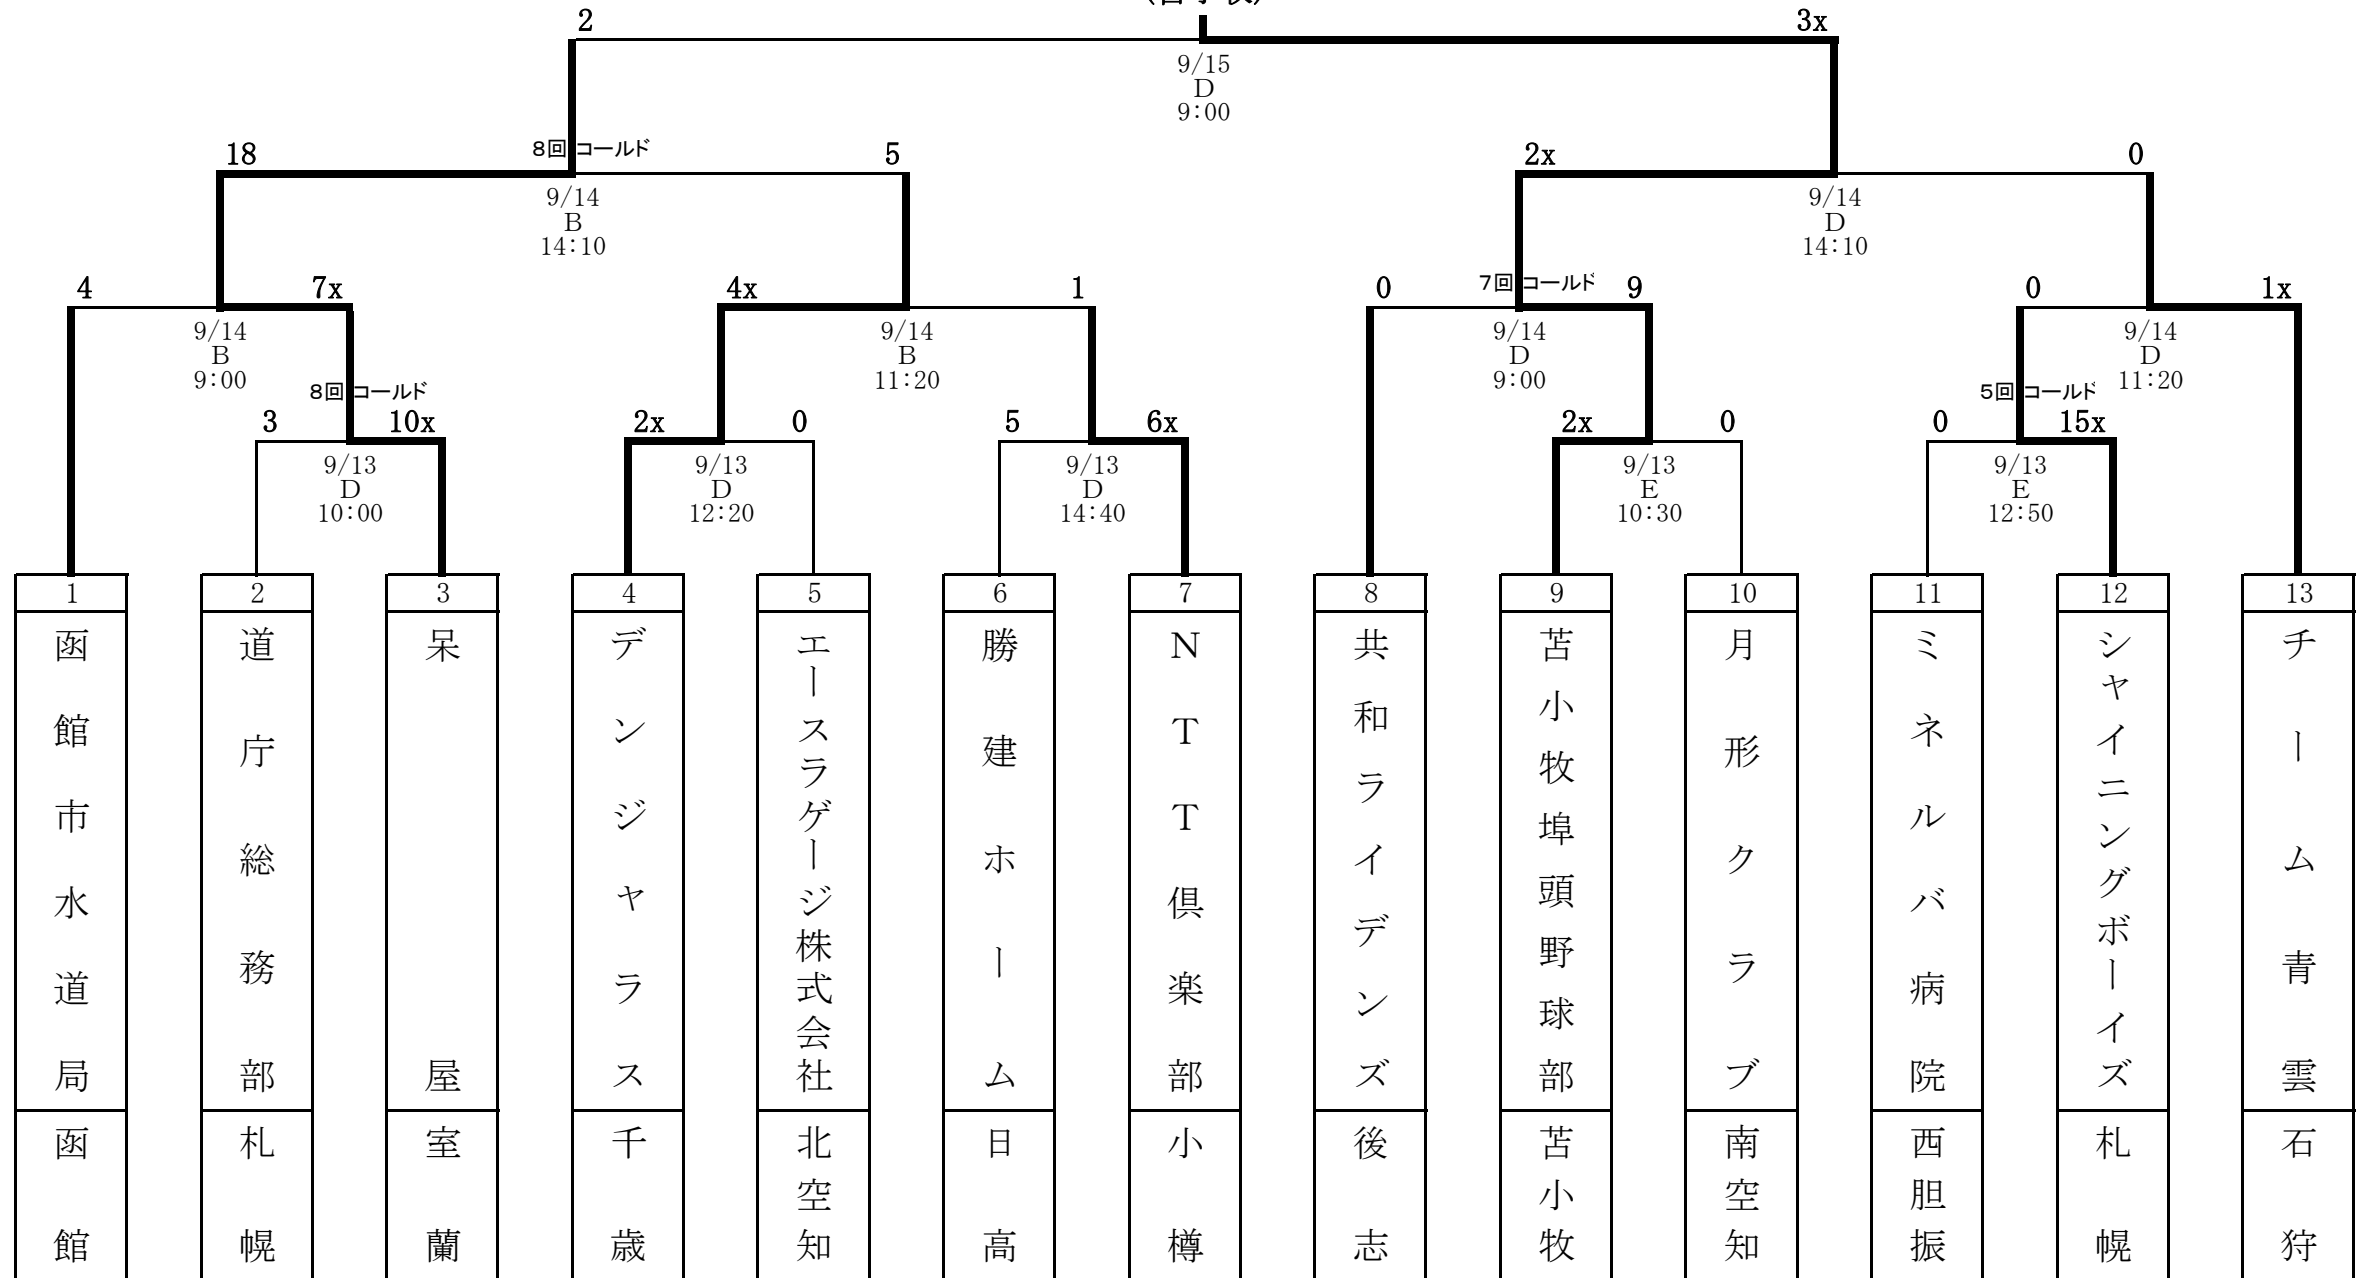 2 3x
9/15
D
9:00
18 8回 コールド 5 2x 0
9/14 9/14
B D
14:10 14:10
4 7x 4x 1 0 7回 コールド 9 0 1x
9/14 9/14 9/14 9/14
B B D D
9:00 11:20 9:00 11:20
8回 コールド 5回 コールド
3 10x 2x 0 5 6x 2x 0 0 15x
9/13 9/13 9/13 9/13 9/13
D D D E E
10:00 12:20 14:40 10:30 12:50
1 2 3 4 5 6 7 8 9 10 11 12 13
函館市水道局
道庁総務部
呆屋
デンジャラス
エースラゲージ株式会社
勝建ホーム
NTT倶楽部
共和ライデンズ
苫小牧埠頭野球部
月形クラブ
ミネルバ病院
シャイニングボーイズ
チーム青雲
函館
札幌
室蘭
千歳
北空知
日高
小樽
後志
苫小牧
南空知
西胆振
札幌
石狩